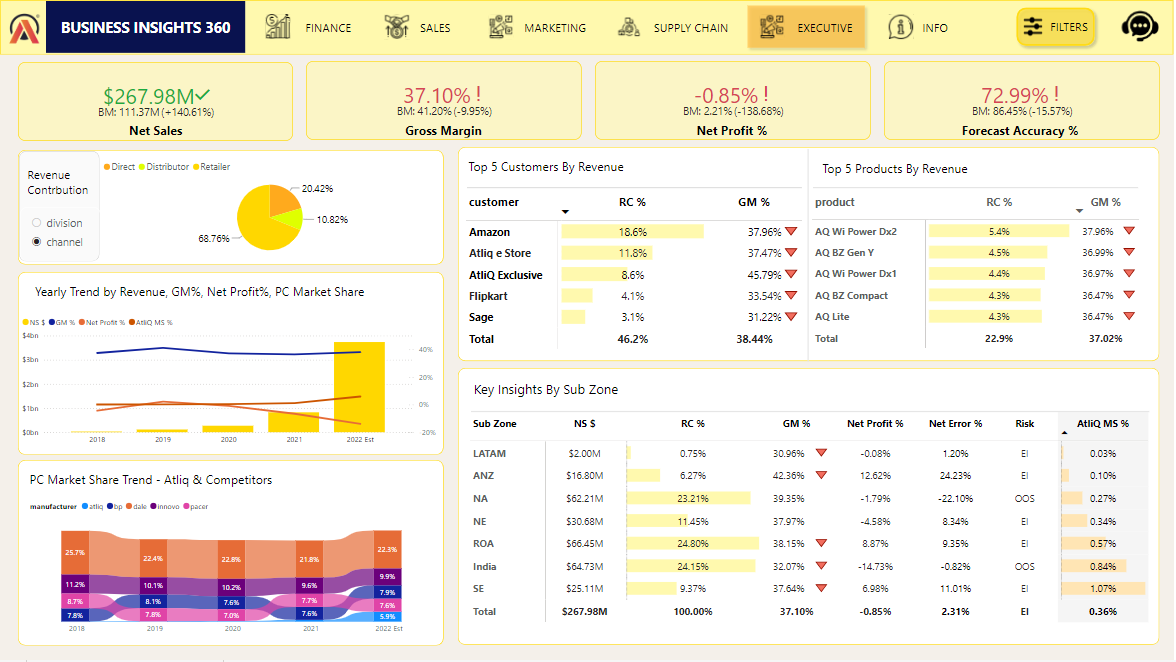 BUSINESS INSIGHTS 360
FINANCE
SALES
MARKETING
SUPPLY CHAIN
EXECUTIVE
INFO
FILTERS
$267.98M
BM: 111.37M (+140.61%)
Net Sales
37.10% !
BM: 41.20% (-9.95%)
Gross Margin
-0.85% !
BM: 2.21% (-138.68%)
Net Profit %
72.99% !
BM: 86.45% (-15.57%)
Forecast Accuracy %
Revenue
Contrbution
division
channel
Direct Distributor Retailer
20.42%
10.82%
68.76%
Top 5 Customers By Revenue
customer RC % GM %
Amazon 18.6% 37.96%
Atliq e Store 11.8% 37.47%
AtliQ Exclusive 8.6% 45.79%
Flipkart 4.1% 33.54%
Sage 3.1% 31.22%
Total 46.2% 38.44%
Top 5 Products By Revenue
product RC % GM %
AQ Wi Power Dx2 5.4% 37.96%
AQ BZ Gen Y 4.5% 36.99%
AQ Wi Power Dx1 4.4% 36.97%
AQ BZ Compact 4.3% 36.47%
AQ Lite 4.3% 36.47%
Total 22.9% 37.02%
Yearly Trend by Revenue, GM%, Net Profit%, PC Market Share
NS $ GM % Net Profit % AtliQ MS %
$4bn
$3bn
$2bn
$1bn
$0bn
40%
20%
0%
20%
2018 2019 2020 2021 2022 Est
PC Market Share Trend - Atliq & Competitors
manufacturer atliq bp dale innovo pacer
25.7% 22.4% 22.8% 21.8% 22.3%
11.2% 10.1% 10.2% 9.6% 9.9%
8.7% 8.1% 7.6% 7.7% 7.9%
7.8% 7.8% 7.0% 7.6% 7.6%
5.9%
2018 2019 2020 2021 2022 Est
Key Insights By Sub Zone
Sub Zone NS $ RC % GM % Net Profit % Net Error % Risk AtliQ MS %
LATAM $2.00M 0.75% 30.96% -0.08% 1.20% EI 0.03%
ANZ $16.80M 6.27% 42.36% 12.62% 24.23% EI 0.10%
NA $62.21M 23.21% 39.35% -1.79% -22.10% OOS 0.27%
NE $30.68M 11.45% 37.97% -4.58% 8.34% EI 0.34%
ROA $66.45M 24.80% 38.15% 8.87% 9.35% EI 0.57%
India $64.73M 24.15% 32.07% -14.73% -0.82% OOS 0.84%
SE $25.11M 9.37% 37.64% 6.98% 11.01% EI 1.07%
Total $267.98M 100.00% 37.10% -0.85% 2.31% EI 0.36%